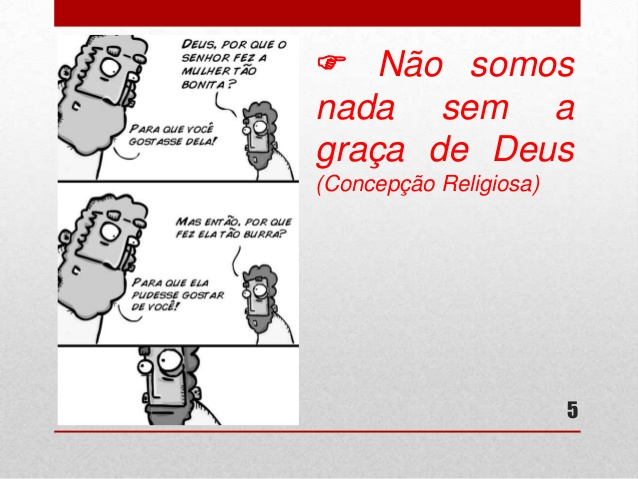 DEUS, POR QUE O
SENHOR FEZ A
MULHER TÃO
BONITA?
PARA QUE VOCÊ
GOSTASSE DELA!
MAS ENTÃO, POR QUE
FEZ ELA TÃO BURRA?
PARA QUE ELA
PUDESSE GOSTAR
DE VOCÊ!
☞ Não somos
nada sem a
graça de Deus
(Concepção Religiosa)
5